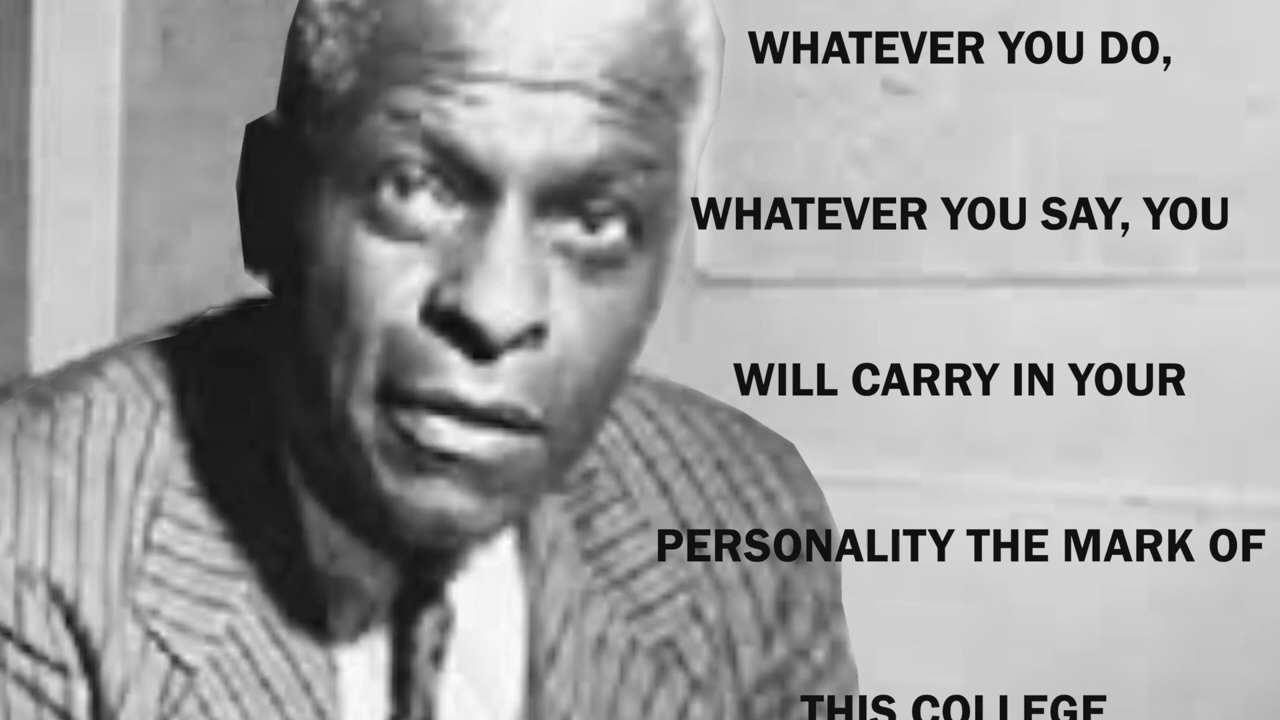 WHATEVER YOU DO,
WHATEVER YOU SAY, YOU
WILL CARRY IN YOUR
PERSONALITY THE MARK OF
THIS COLLEGE